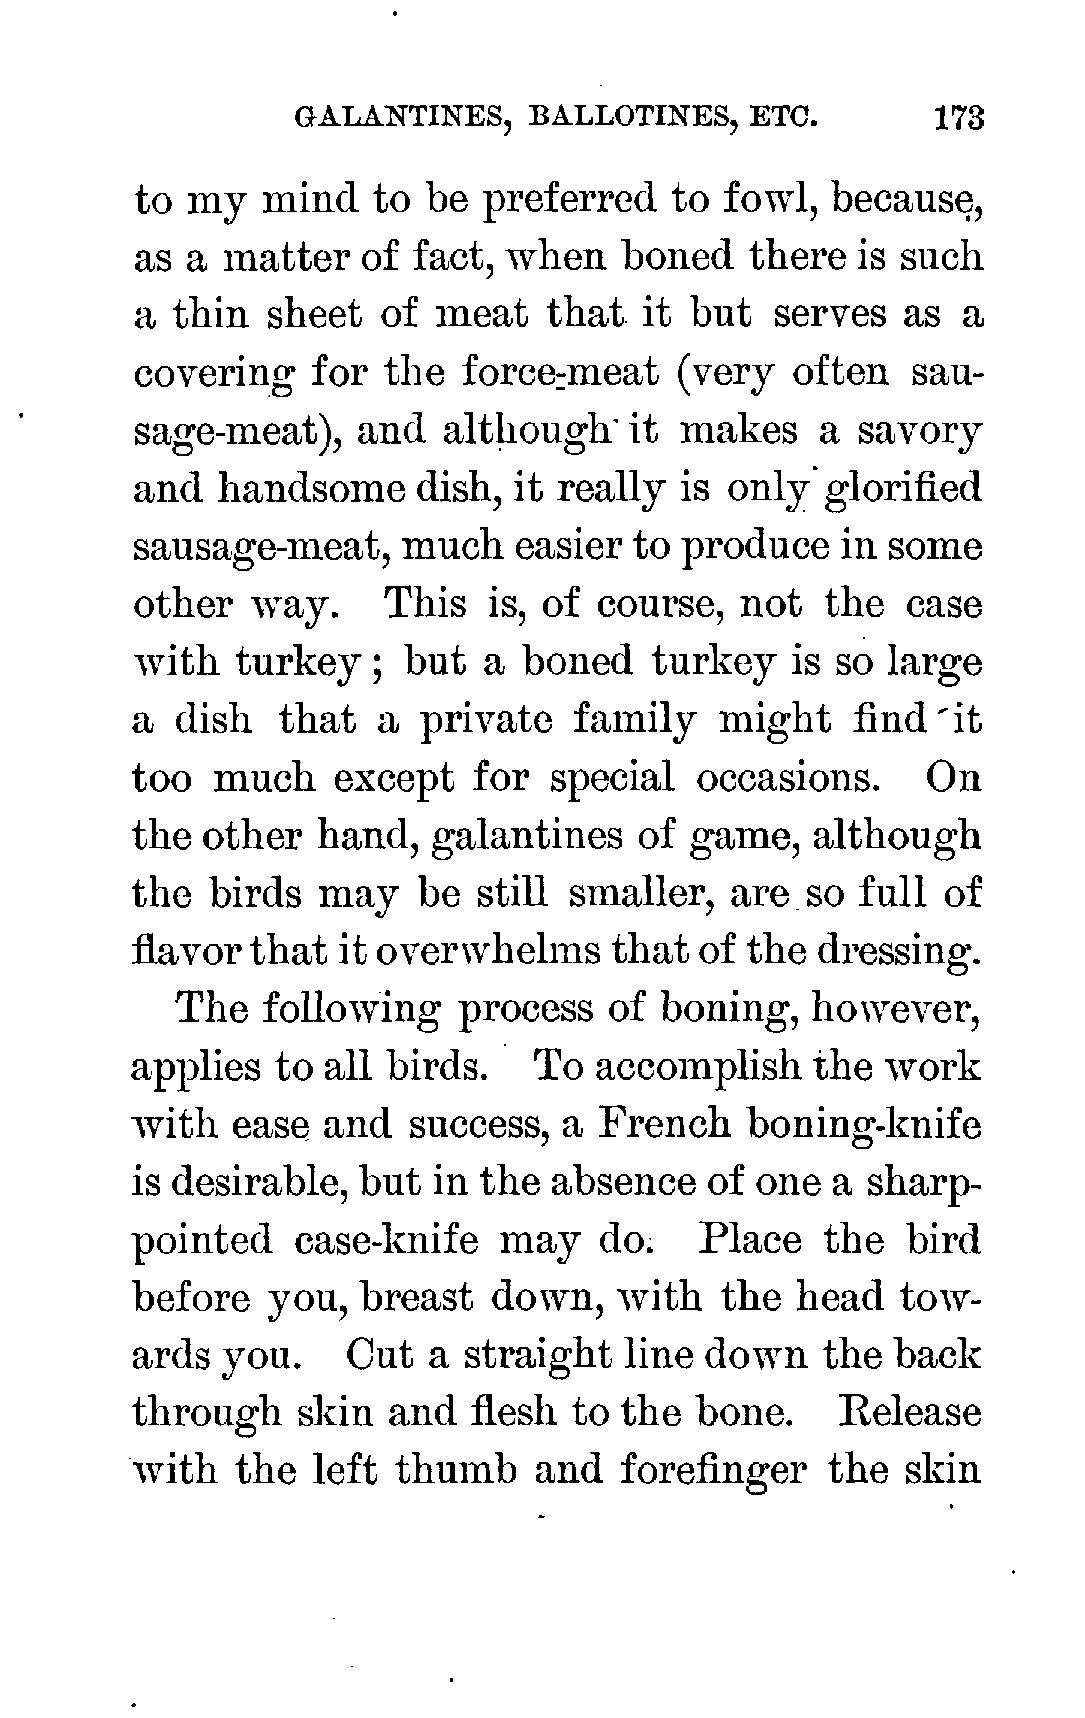 GALANTINES, BALLOTINES, ETC. 173
to my mind to be preferred to fowl, because,
as a matter of fact, when boned there is such
a thin sheet of meat that it but serves as a
covering for the force-meat (very often sau-
sage-meat), and although it makes a savory
and handsome dish, it really is only glorified
sausage-meat, much easier to produce in some
other way. This is, of course, not the case
with turkey; but a boned turkey is so large
a dish that a private family might find it
too much except for special occasions. On
the other hand, galantines of game, although
the birds may be still smaller, are so full of
flavor that it overwhelms that of the dressing.
The following process of boning, however,
applies to all birds. To accomplish the work
with ease and success, a French boning-knife
is desirable, but in the absence of one a sharp-
pointed case-knife may do. Place the bird
before you, breast down, with the head tow-
ards you. Cut a straight line down the back
through skin and flesh to the bone. Release
with the left thumb and forefinger the skin